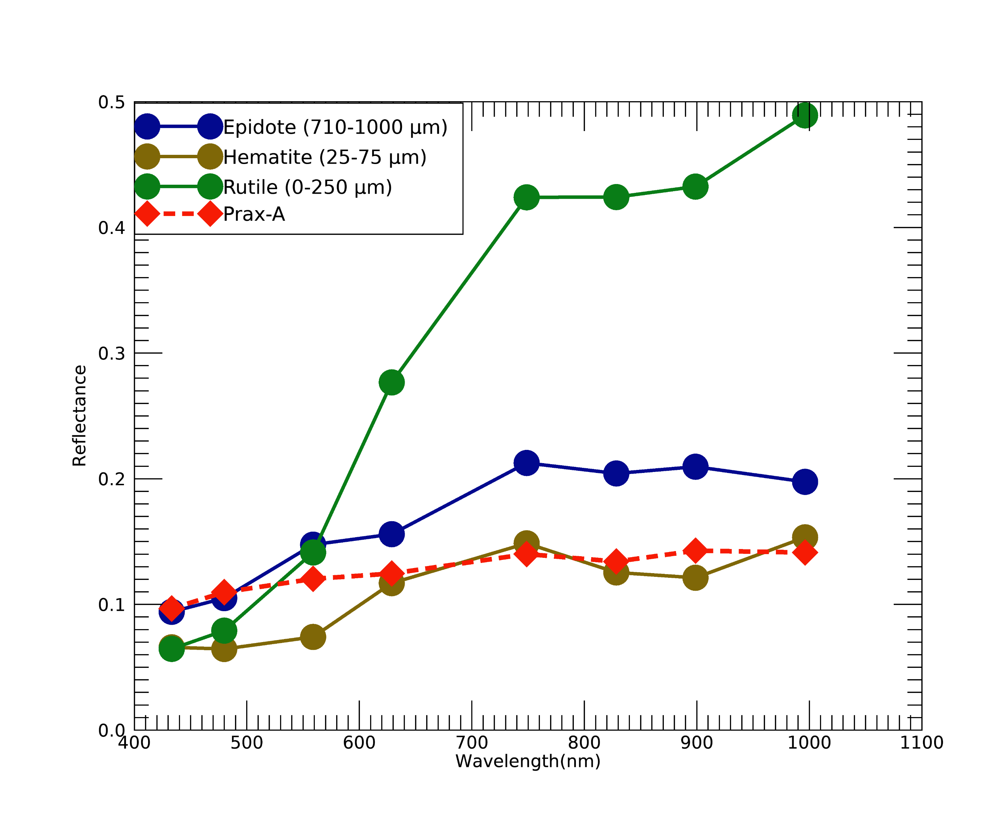 0.5
Epidote (710-1000 μm)
Hematite (25-75 μm)
Rutile (0-250 μm)
Prax-A
0.4
0.3
0.2
0.1
0.0
Reflectance
400 500 600 700 800 900 1000 1100
Wavelength(nm)